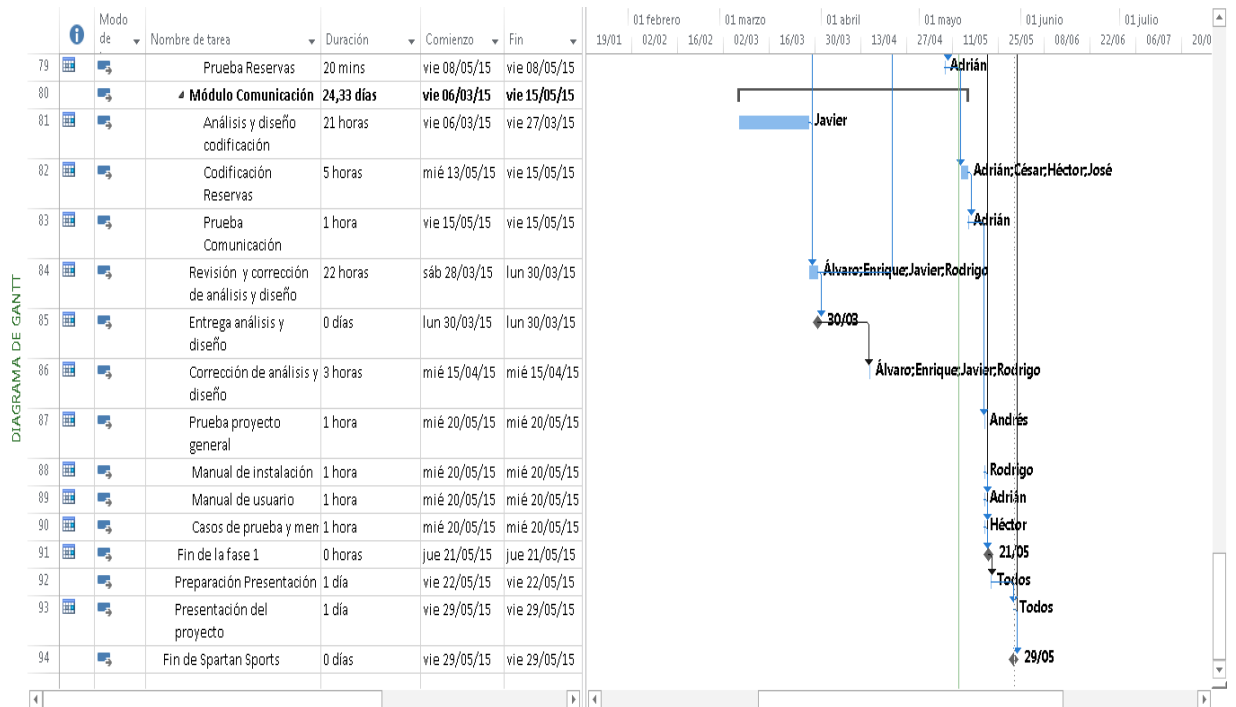 Modo
de
Nombre de tarea Duración Comienzo Fin
01 febrero 01 marzo 01 abril 01 mayo 01 junio 01 julio
19/01 02/02 16/02 02/03 16/03 30/03 13/04 27/04 11/05 25/05 08/06 22/06 06/07 20/0
DIAGRAMA DE GANTT
79 Prueba Reservas 20 mins vie 08/05/15 vie 08/05/15 Adrián
80 Módulo Comunicación 24,33 días vie 06/03/15 vie 15/05/15
81 Análisis y diseño 21 horas vie 06/03/15 vie 27/03/15 Javier
codificación
82 Codificación 5 horas mié 13/05/15 vie 15/05/15 Adrián;César;Héctor;José
Reservas
83 Prueba 1 hora vie 15/05/15 vie 15/05/15 Adrián
Comunicación
84 Revisión y corrección 22 horas sáb 28/03/15 lun 30/03/15 Álvaro;Enrique;Javier;Rodrigo
de análisis y diseño
85 Entrega análisis y 0 días lun 30/03/15 lun 30/03/15 30/03
diseño
86 Corrección de análisis y 3 horas mié 15/04/15 mié 15/04/15 Álvaro;Enrique;Javier;Rodrigo
diseño
87 Prueba proyecto 1 hora mié 20/05/15 mié 20/05/15 Andrés
general
88 Manual de instalación 1 hora mié 20/05/15 mié 20/05/15 Rodrigo
89 Manual de usuario 1 hora mié 20/05/15 mié 20/05/15 Adrián
90 Casos de prueba y mem 1 hora mié 20/05/15 mié 20/05/15 Héctor
91 Fin de la fase 1 0 horas jue 21/05/15 jue 21/05/15 21/05
92 Preparación Presentación 1 día vie 22/05/15 vie 22/05/15 Todos
93 Presentación del 1 día vie 29/05/15 vie 29/05/15 Todos
proyecto
94 Fin de Spartan Sports 0 días vie 29/05/15 vie 29/05/15 29/05